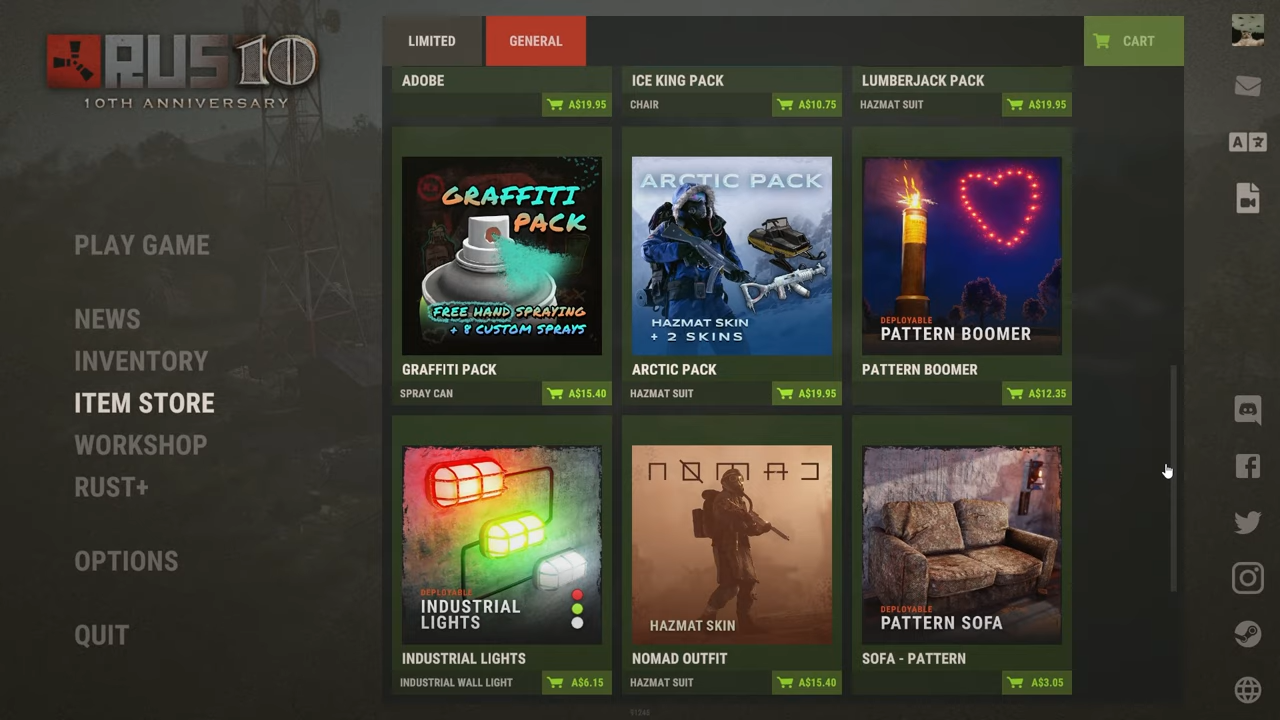 RUS 10
10TH ANNIVERSARY
PLAY GAME
NEWS
INVENTORY
ITEM STORE
WORKSHOP
RUST+
OPTIONS
QUIT
LIMITED
GENERAL
CART
ADOBE
A$19.95
ICE KING PACK
CHAIR
A$10.75
LUMBERJACK PACK
HAZMAT SUIT
A$19.95
GRAFFITI
PACK
FREE HAND SPRAYING
+ 8 CUSTOM SPRAYS
GRAFFITI PACK
SPRAY CAN
A$15.40
ARCTIC PACK
HAZMAT SKIN
+ 2 SKINS
ARCTIC PACK
HAZMAT SUIT
A$19.95
DEPLOYABLE
PATTERN BOOMER
PATTERN BOOMER
A$12.35
DEPLOYABLE
INDUSTRIAL
LIGHTS
INDUSTRIAL LIGHTS
INDUSTRIAL WALL LIGHT
A$6.15
NOMAD
HAZMAT SKIN
NOMAD OUTFIT
HAZMAT SUIT
A$15.40
DEPLOYABLE
PATTERN SOFA
SOFA - PATTERN
A$3.05
A